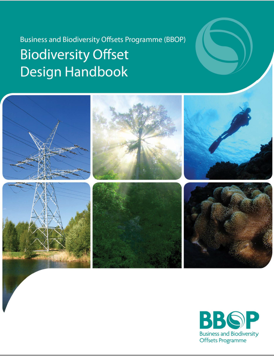 Business and Biodiversity Offsets Programme (BBOP)
Biodiversity Offset
Design Handbook
BBOP
Business and Biodiversity
Offsets Programme